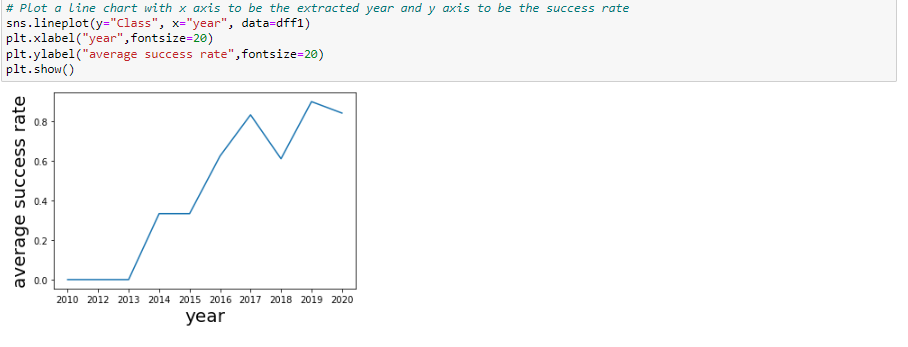 # Plot a line chart with x axis to be the extracted year and y axis to be the success rate
sns.lineplot(y="Class", x="year", data=dff1)
plt.xlabel("year",fontsize=20)
plt.ylabel("average success rate",fontsize=20)
plt.show()
average success rate
0.8
0.6
0.4
0.2
0.0
2010 2012 2013 2014 2015 2016 2017 2018 2019 2020
year